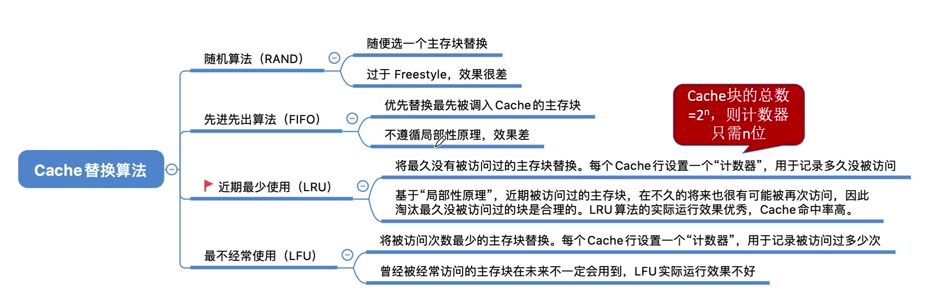 随机算法（RAND）
随便选一个主存块替换
过于 Freestyle，效果很差
先进先出算法（FIFO）
优先替换最先被调入Cache的主存块
不遵循局部性原理，效果差
Cache块的总数
=2ⁿ，则计数器
只需n位
Cache替换算法
近期最少使用（LRU）
将最久没有被访问过的主存块替换。每个Cache行设置一个“计数器”，用于记录多久没被访问
基于“局部性原理”，近期被访问过的主存块，在不久的将来也很有可能被再次访问，因此
淘汰最久没被访问过的块是合理的。LRU算法的实际运行效果优秀，Cache命中率高。
最不经常使用（LFU）
将被访问次数最少的主存块替换。每个Cache行设置一个“计数器”，用于记录被访问过多少次
曾经被经常访问的主存块在未来不一定会用到，LFU实际运行效果不好